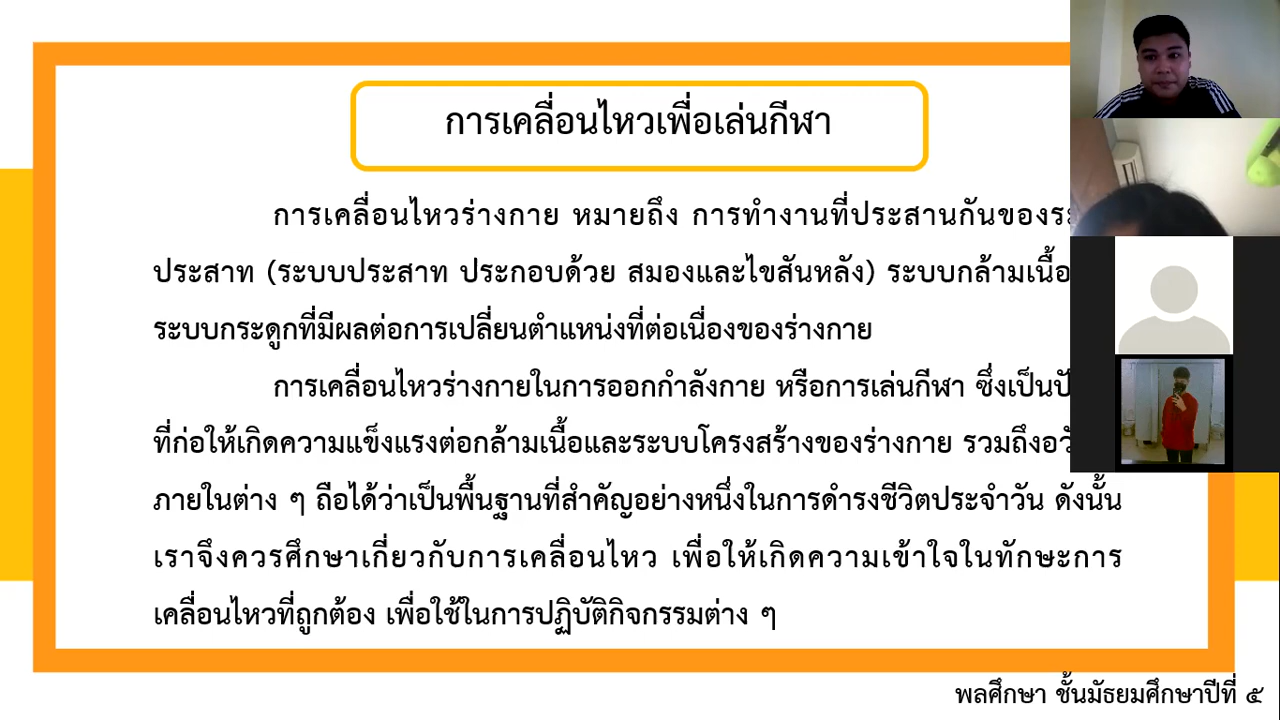 การเคลื่อนไหวเพื่อเล่นกีฬา
การเคลื่อนไหวร่างกาย หมายถึง การทำงานที่ประสานกันของ
ประสาท (ระบบประสาท ประกอบด้วย สมองและไขสันหลัง) ระบบกล้ามเนื้อ
ระบบกระดูกที่มีผลต่อการเปลี่ยนตำแหน่งที่ต่อเนื่องของร่างกาย
การเคลื่อนไหวร่างกายในการออกกำลังกาย หรือการเล่นกีฬา ซึ่งเป็น
ที่ก่อให้เกิดความแข็งแรงต่อกล้ามเนื้อและระบบโครงสร้างของร่างกาย รวมถึง
ภายในต่าง ๆ ถือได้ว่าเป็นพื้นฐานที่สำคัญอย่างหนึ่งในการดำรงชีวิตประจำวัน ดังนั้น
เราจึงควรศึกษาเกี่ยวกับการเคลื่อนไหว เพื่อให้เกิดความเข้าใจในทักษะการ
เคลื่อนไหวที่ถูกต้อง เพื่อใช้ในการปฏิบัติกิจกรรมต่าง ๆ
พลศึกษา ชั้นมัธยมศึกษาปีที่ ๕